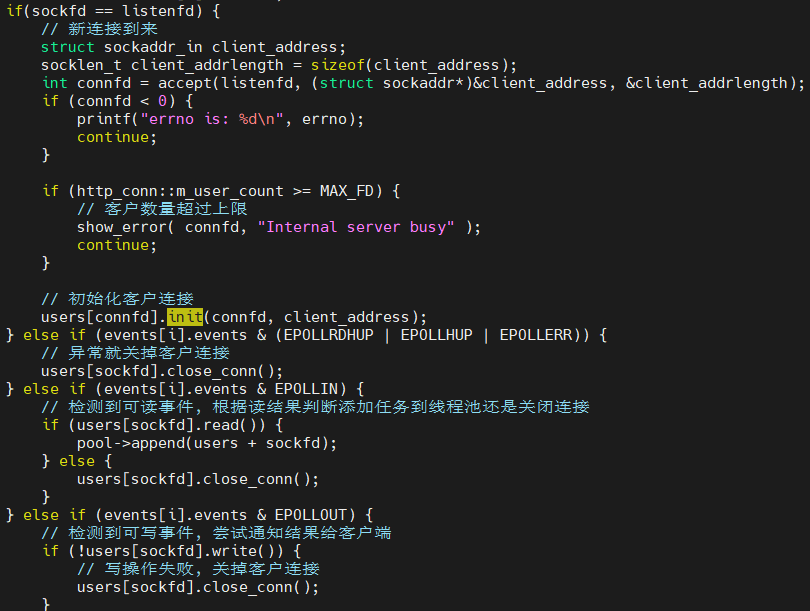 if(sockfd == listenfd) {
    // 新连接到来
    struct sockaddr_in client_address;
    socklen_t client_addrlength = sizeof(client_address);
    int connfd = accept(listenfd, (struct sockaddr*)&client_address, &client_addrlength);
    if (connfd < 0) {
        printf("errno is: %d\n", errno);
        continue;
    }

    if (http_conn::m_user_count >= MAX_FD) {
        // 客户数量超过上限
        show_error( connfd, "Internal server busy" );
        continue;
    }

    // 初始化客户连接
    users[connfd].init(connfd, client_address);
} else if (events[i].events & (EPOLLRDHUP | EPOLLHUP | EPOLLERR)) {
    // 异常就关掉客户连接
    users[sockfd].close_conn();
} else if (events[i].events & EPOLLIN) {
    // 检测到可读事件, 根据读结果判断添加任务到线程池还是关闭连接
    if (users[sockfd].read()) {
        pool->append(users + sockfd);
    } else {
        users[sockfd].close_conn();
    }
} else if (events[i].events & EPOLLOUT) {
    // 检测到可写事件, 尝试通知结果给客户端
    if (!users[sockfd].write()) {
        // 写操作失败, 关掉客户连接
        users[sockfd].close_conn();
    }